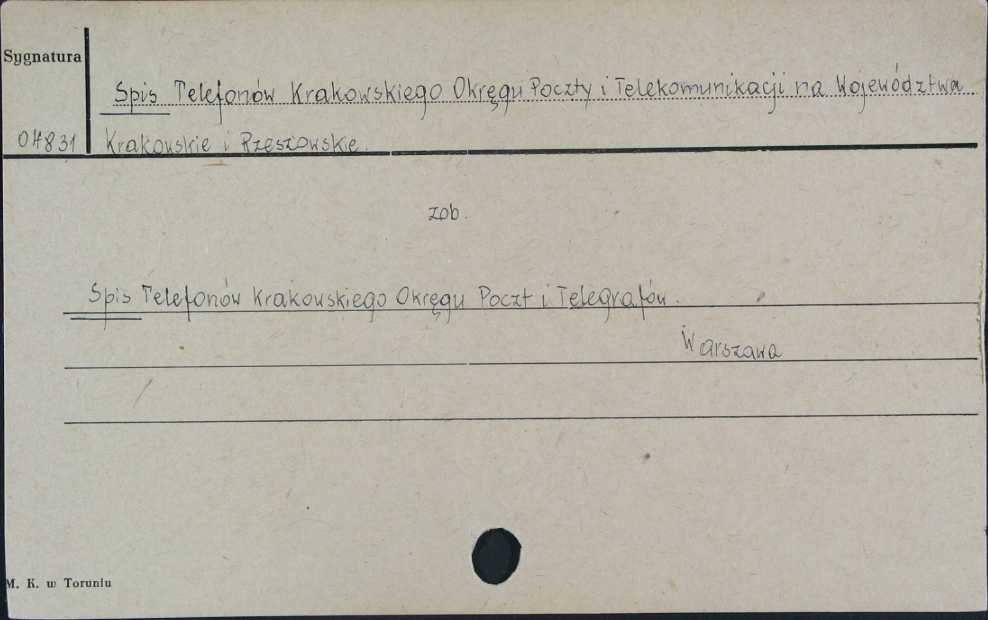 Sygnatura
Spis Telefonów Krakowskiego Okręgu Poczty i Telekomunikacji na Województwa
04831 Krakowskie i Rzeszowskie.
zob.
Spis Telefonów Krakowskiego Okręgu Poczt i Telegrafów.
Warszawa
M. K. w Toruniu